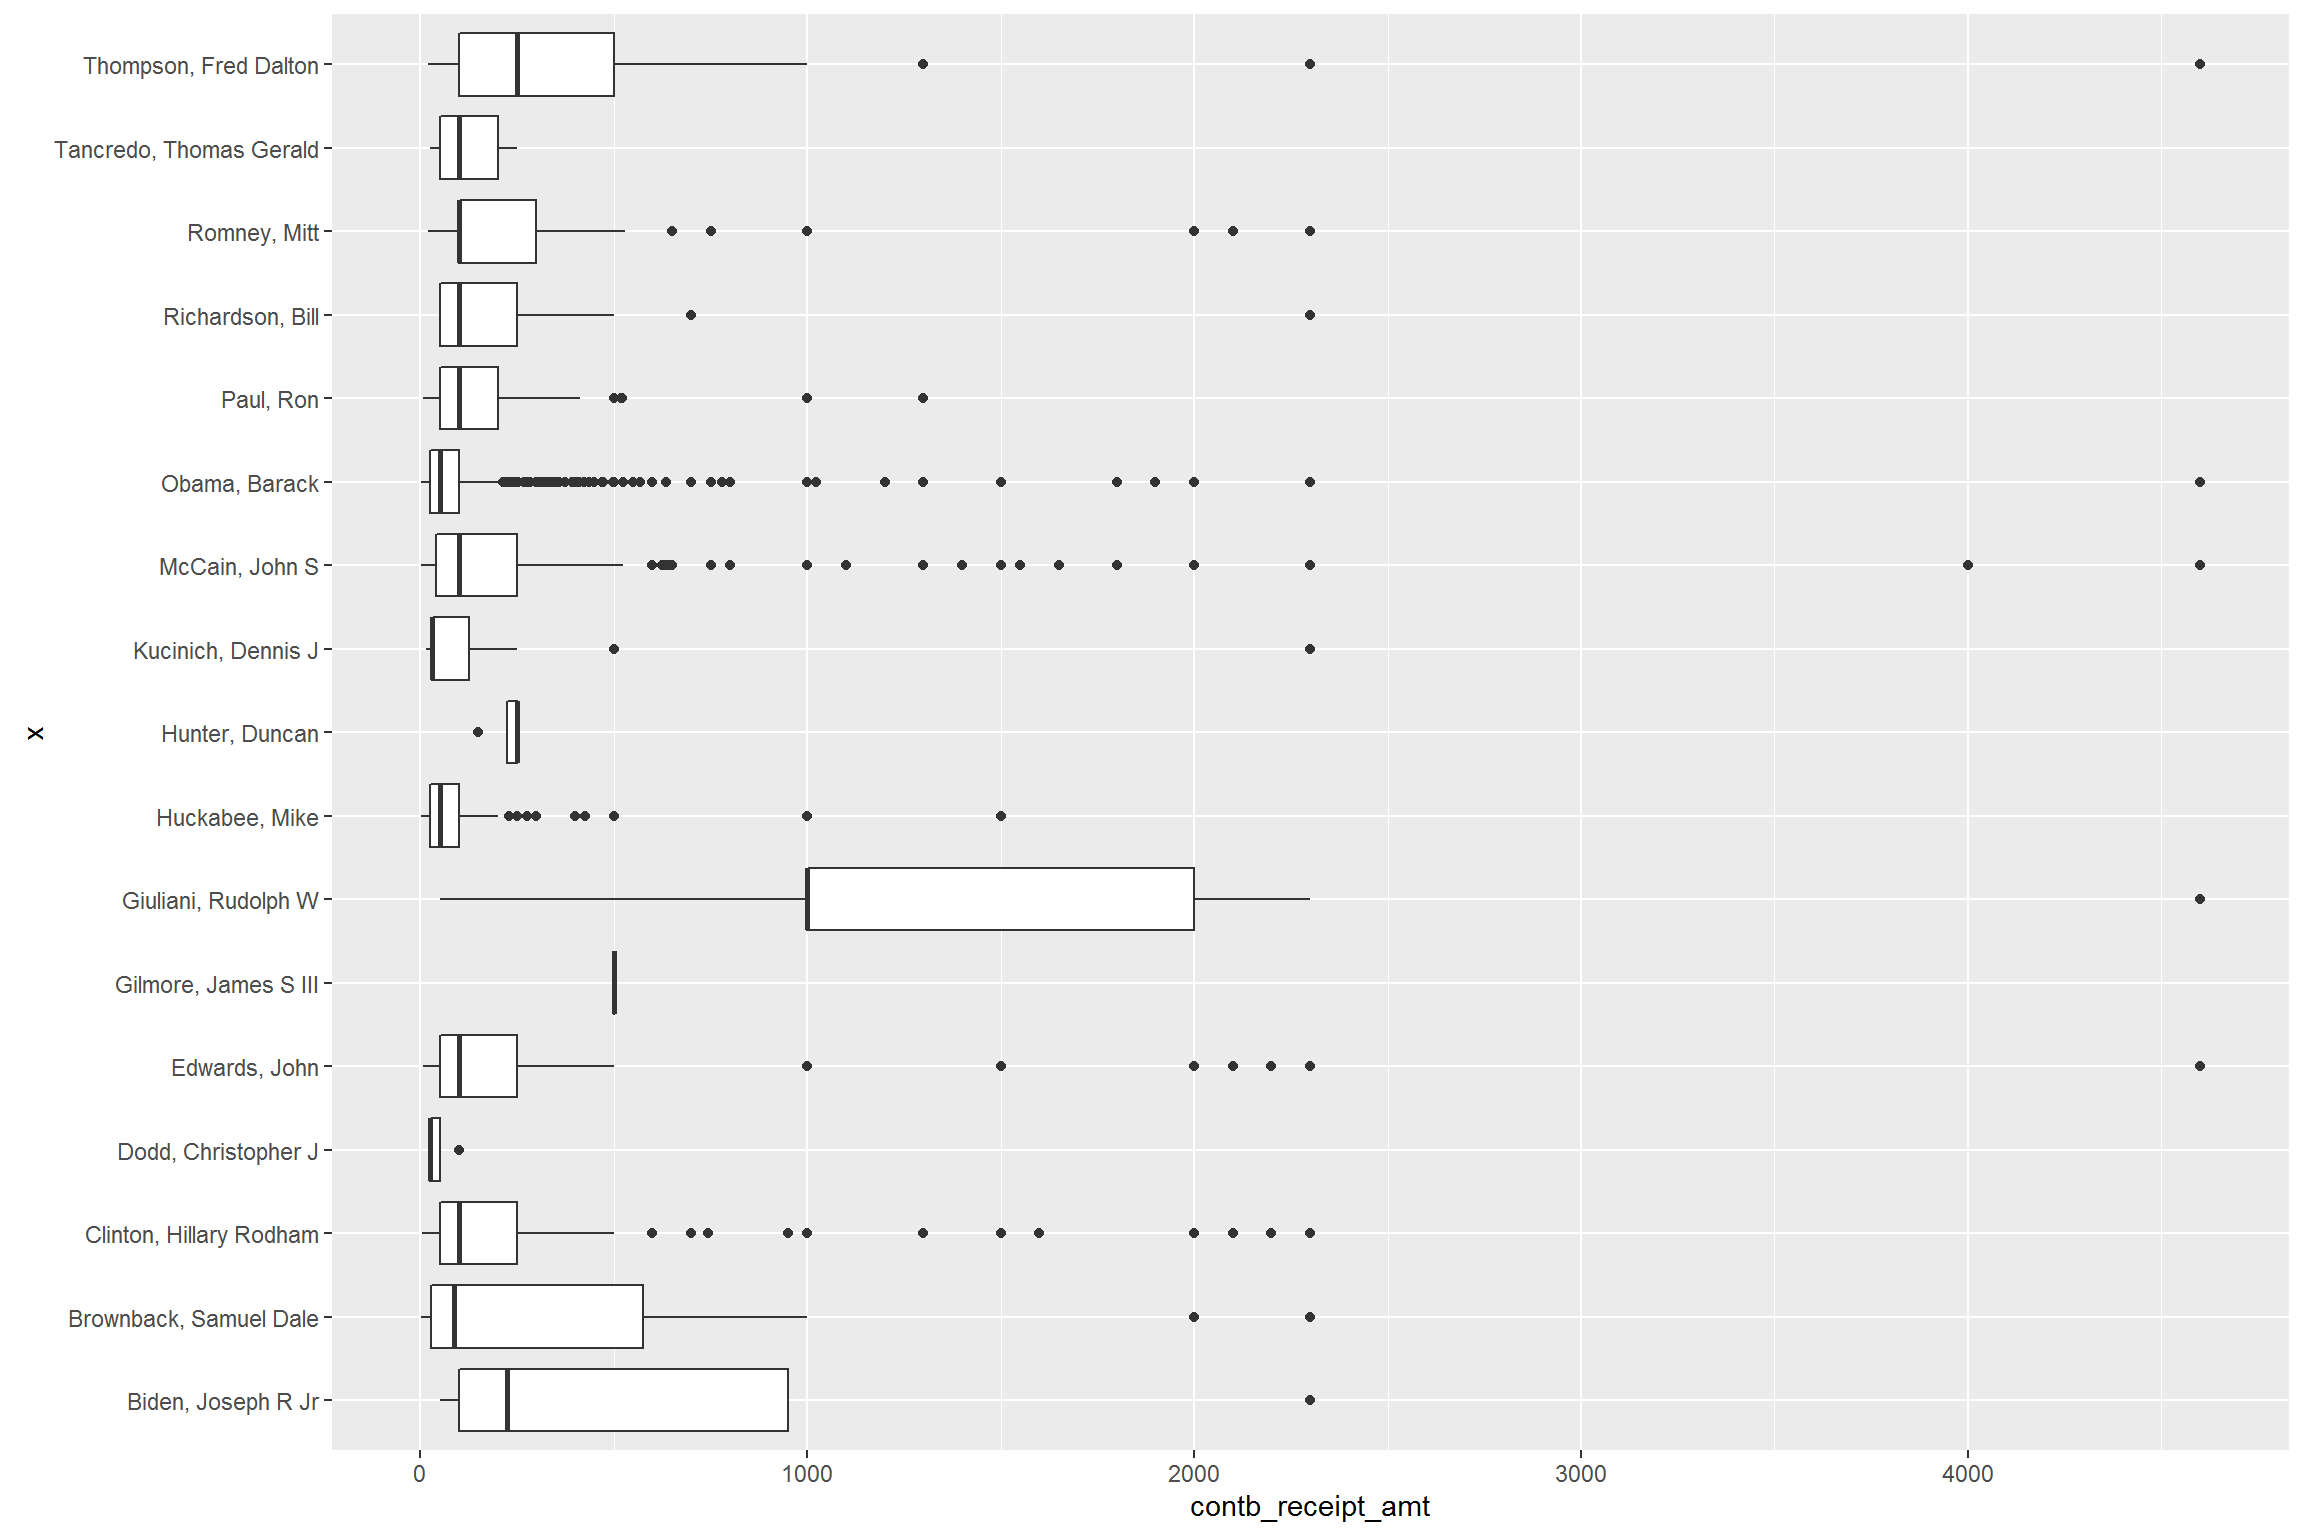 Thompson, Fred Dalton
Tancredo, Thomas Gerald
Romney, Mitt
Richardson, Bill
Paul, Ron
Obama, Barack
McCain, John S
Kucinich, Dennis J
x
Hunter, Duncan
Huckabee, Mike
Giuliani, Rudolph W
Gilmore, James S III
Edwards, John
Dodd, Christopher J
Clinton, Hillary Rodham
Brownback, Samuel Dale
Biden, Joseph R Jr
0 1000 2000 3000 4000
contb_receipt_amt